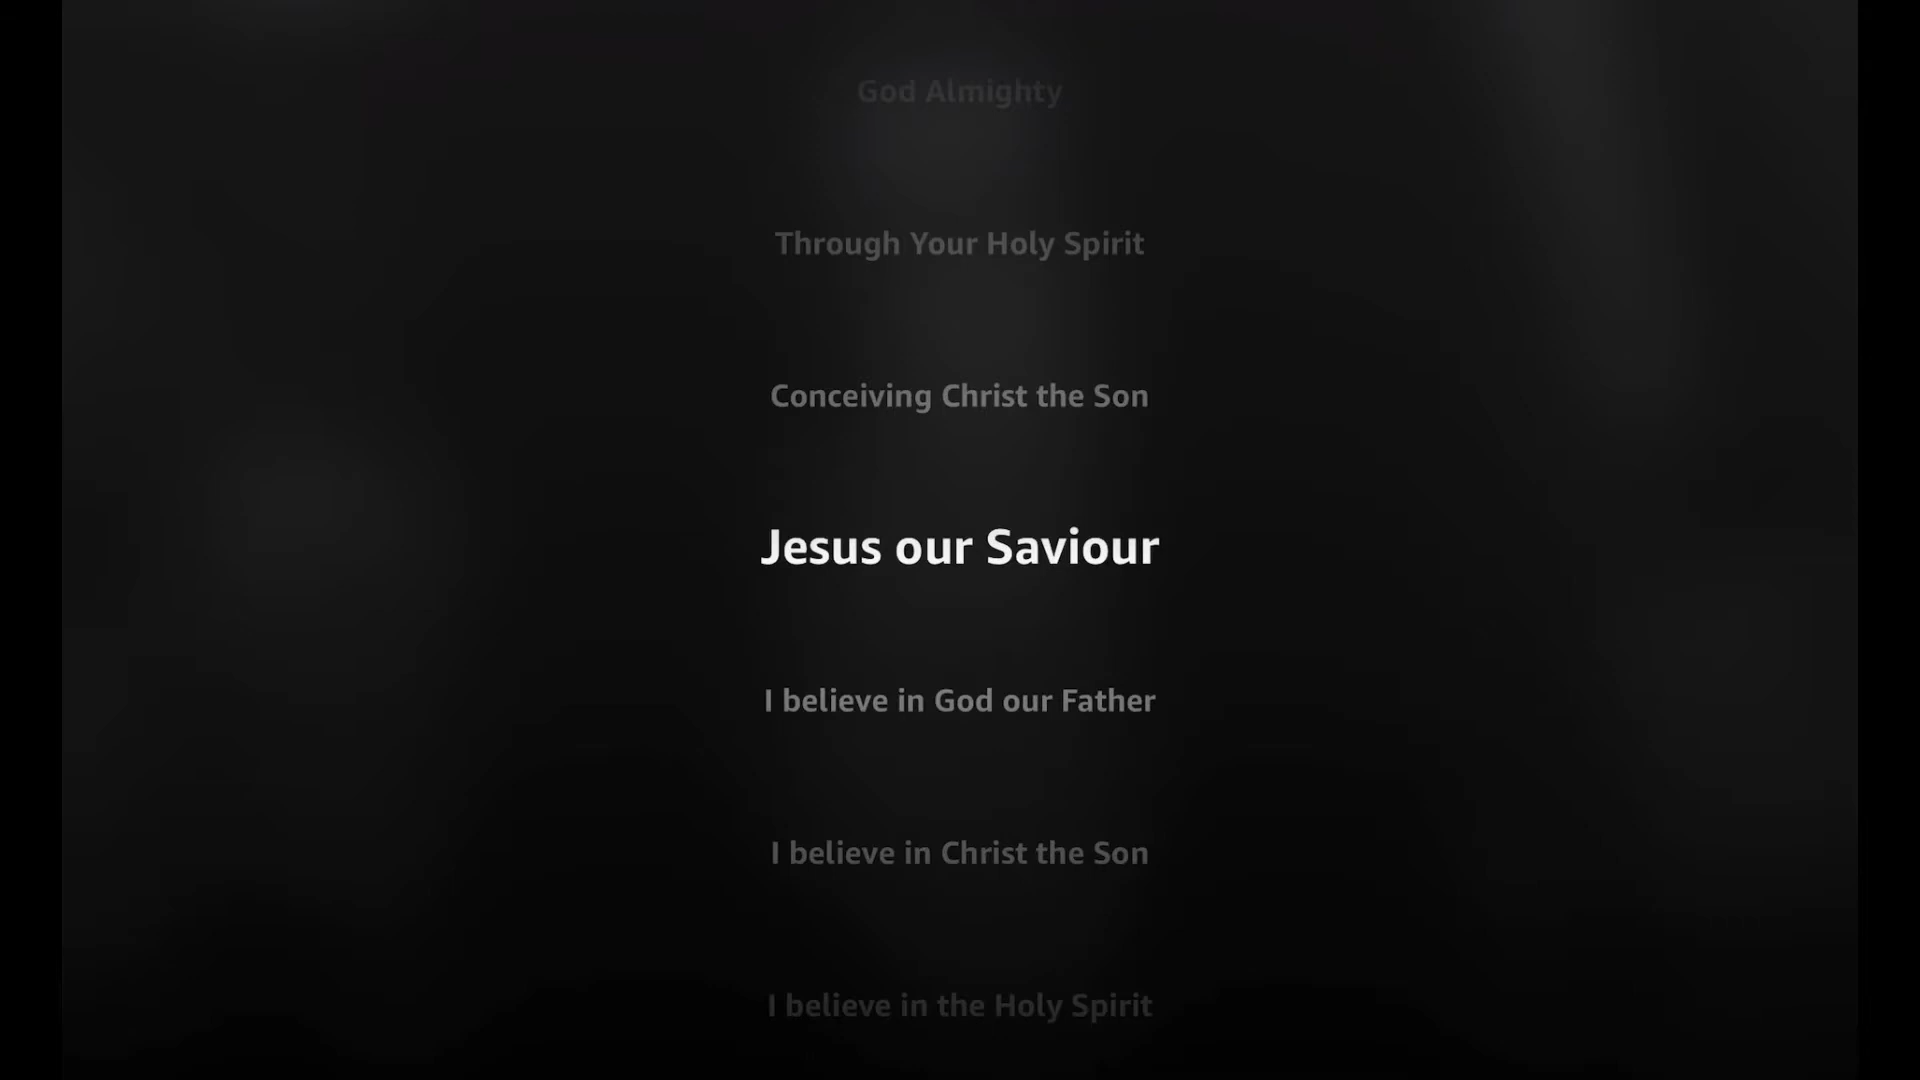 God Almighty
Through Your Holy Spirit
Conceiving Christ the Son
Jesus our Saviour
I believe in God our Father
I believe in Christ the Son
I believe in the Holy Spirit